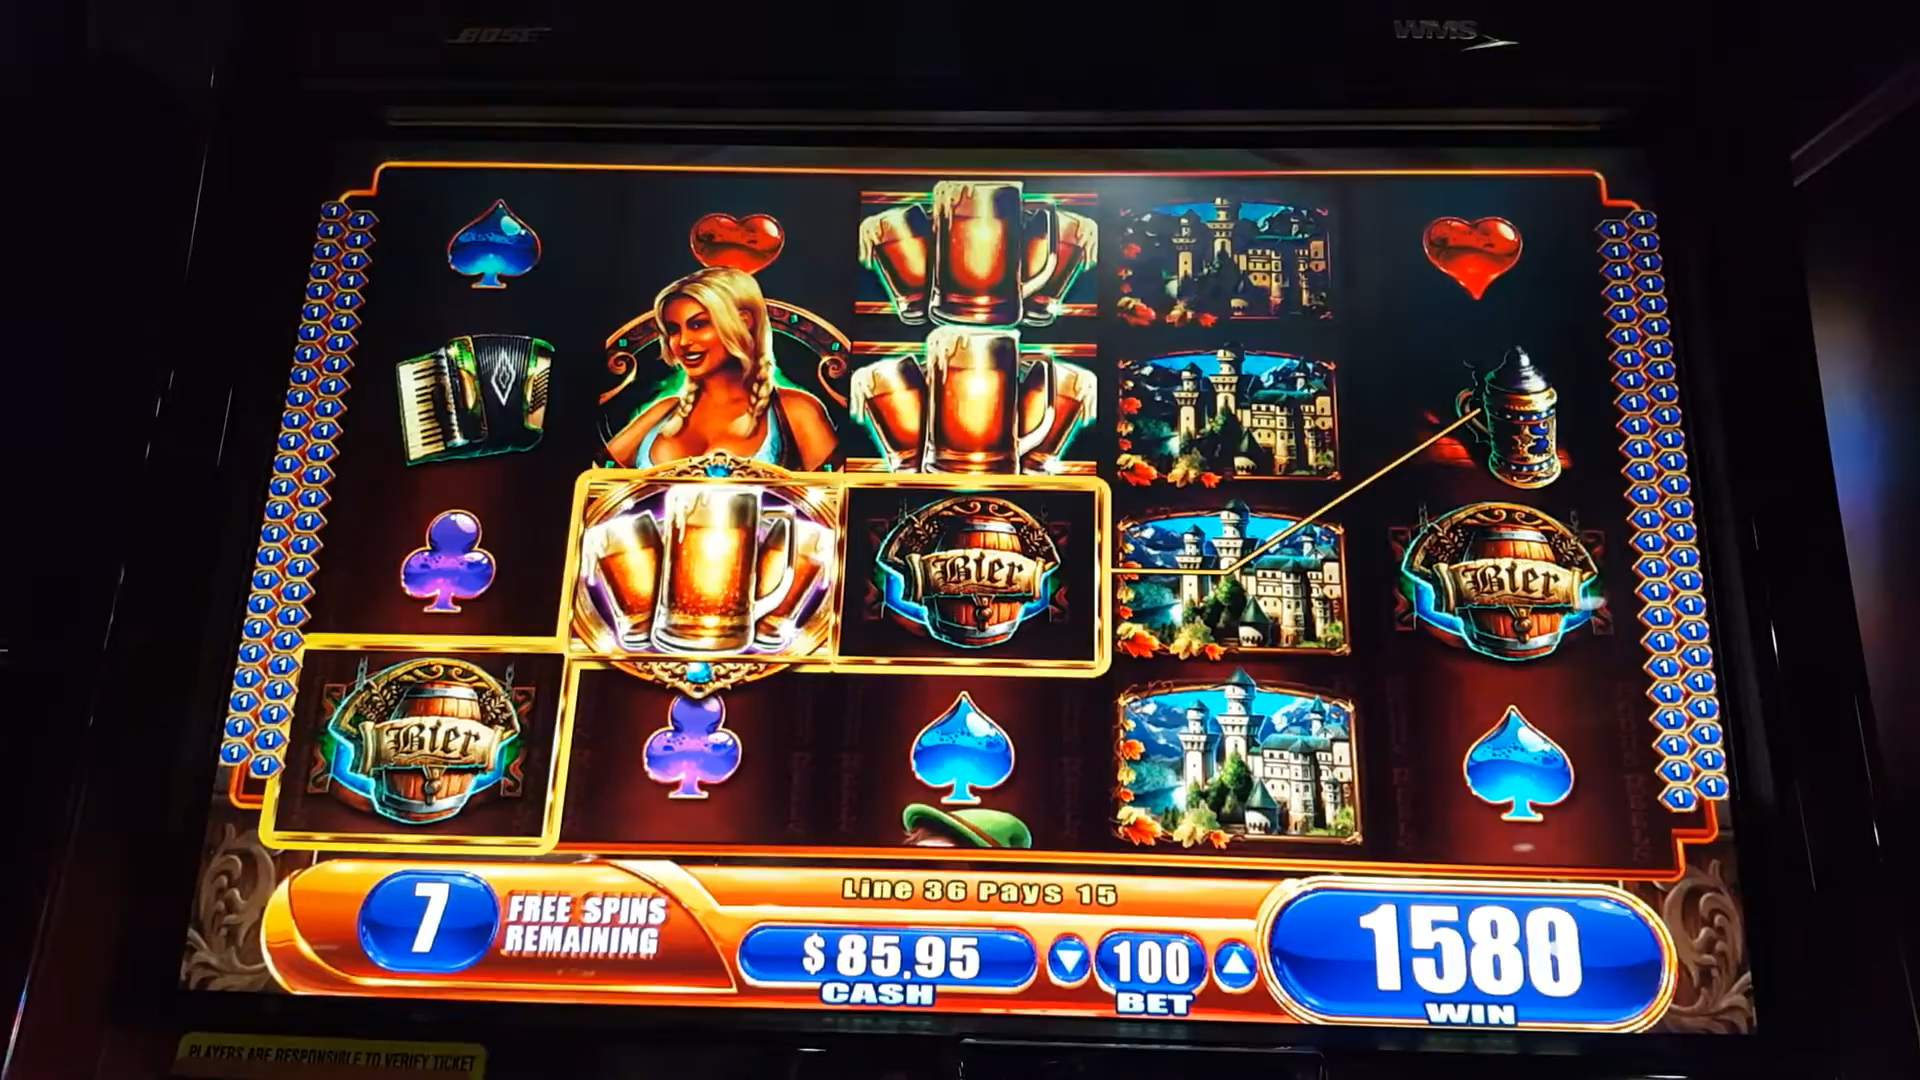 BOSE
WMS
Bier
Bier
Bier
Line 36 Pays 15
7
FREE SPINS
REMAINING
$85.95
CASH
100
BET
1580
WIN
PLAYERS ARE RESPONSIBLE TO VERIFY TICKET